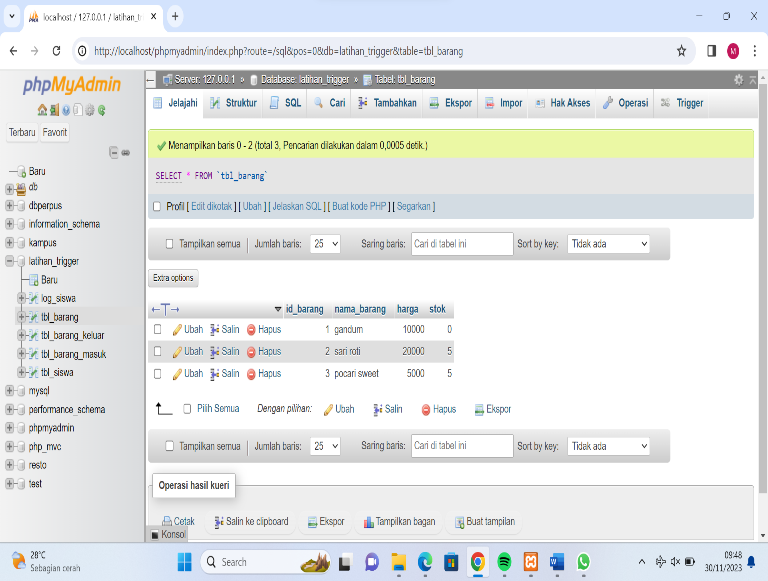 localhost / 127.0.0.1 / latihan_t
http://localhost/phpmyadmin/index.php?route=/sql&pos=0&db=latihan_trigger&table=tbl_barang
M
phpMyAdmin
Terbaru Favorit
Baru
db
dbperpus
information_schema
kampus
latihan_trigger
Baru
log_siswa
tbl_barang
tbl_barang_keluar
tbl_barang_masuk
tbl_siswa
mysql
performance_schema
phpmyadmin
php_mvc
resto
test
Server: 127.0.0.1 » Database: latihan_trigger » Tabel: tbl_barang
Jelajahi Struktur SQL Cari Tambahkan Ekspor Impor Hak Akses Operasi Trigger
Menampilkan baris 0 - 2 (total 3, Pencarian dilakukan dalam 0,0005 detik.)
SELECT * FROM `tbl_barang`
Profil [ Edit dikotak ] [ Ubah ] [ Jelaskan SQL ] [ Buat kode PHP ] [ Segarkan ]
Tampilkan semua Jumlah baris: 25 Saring baris: Cari di tabel ini Sort by key: Tidak ada
Extra options
←T→ id_barang nama_barang harga stok
Ubah Salin Hapus 1 gandum 10000 0
Ubah Salin Hapus 2 sari roti 20000 5
Ubah Salin Hapus 3 pocari sweet 5000 5
Pilih Semua Dengan pilihan: Ubah Salin Hapus Ekspor
Tampilkan semua Jumlah baris: 25 Saring baris: Cari di tabel ini Sort by key: Tidak ada
Operasi hasil kueri
Cetak Salin ke clipboard Ekspor Tampilkan bagan Buat tampilan
Konsol
28°C
Sebagian cerah
Search
09:48
30/11/2023